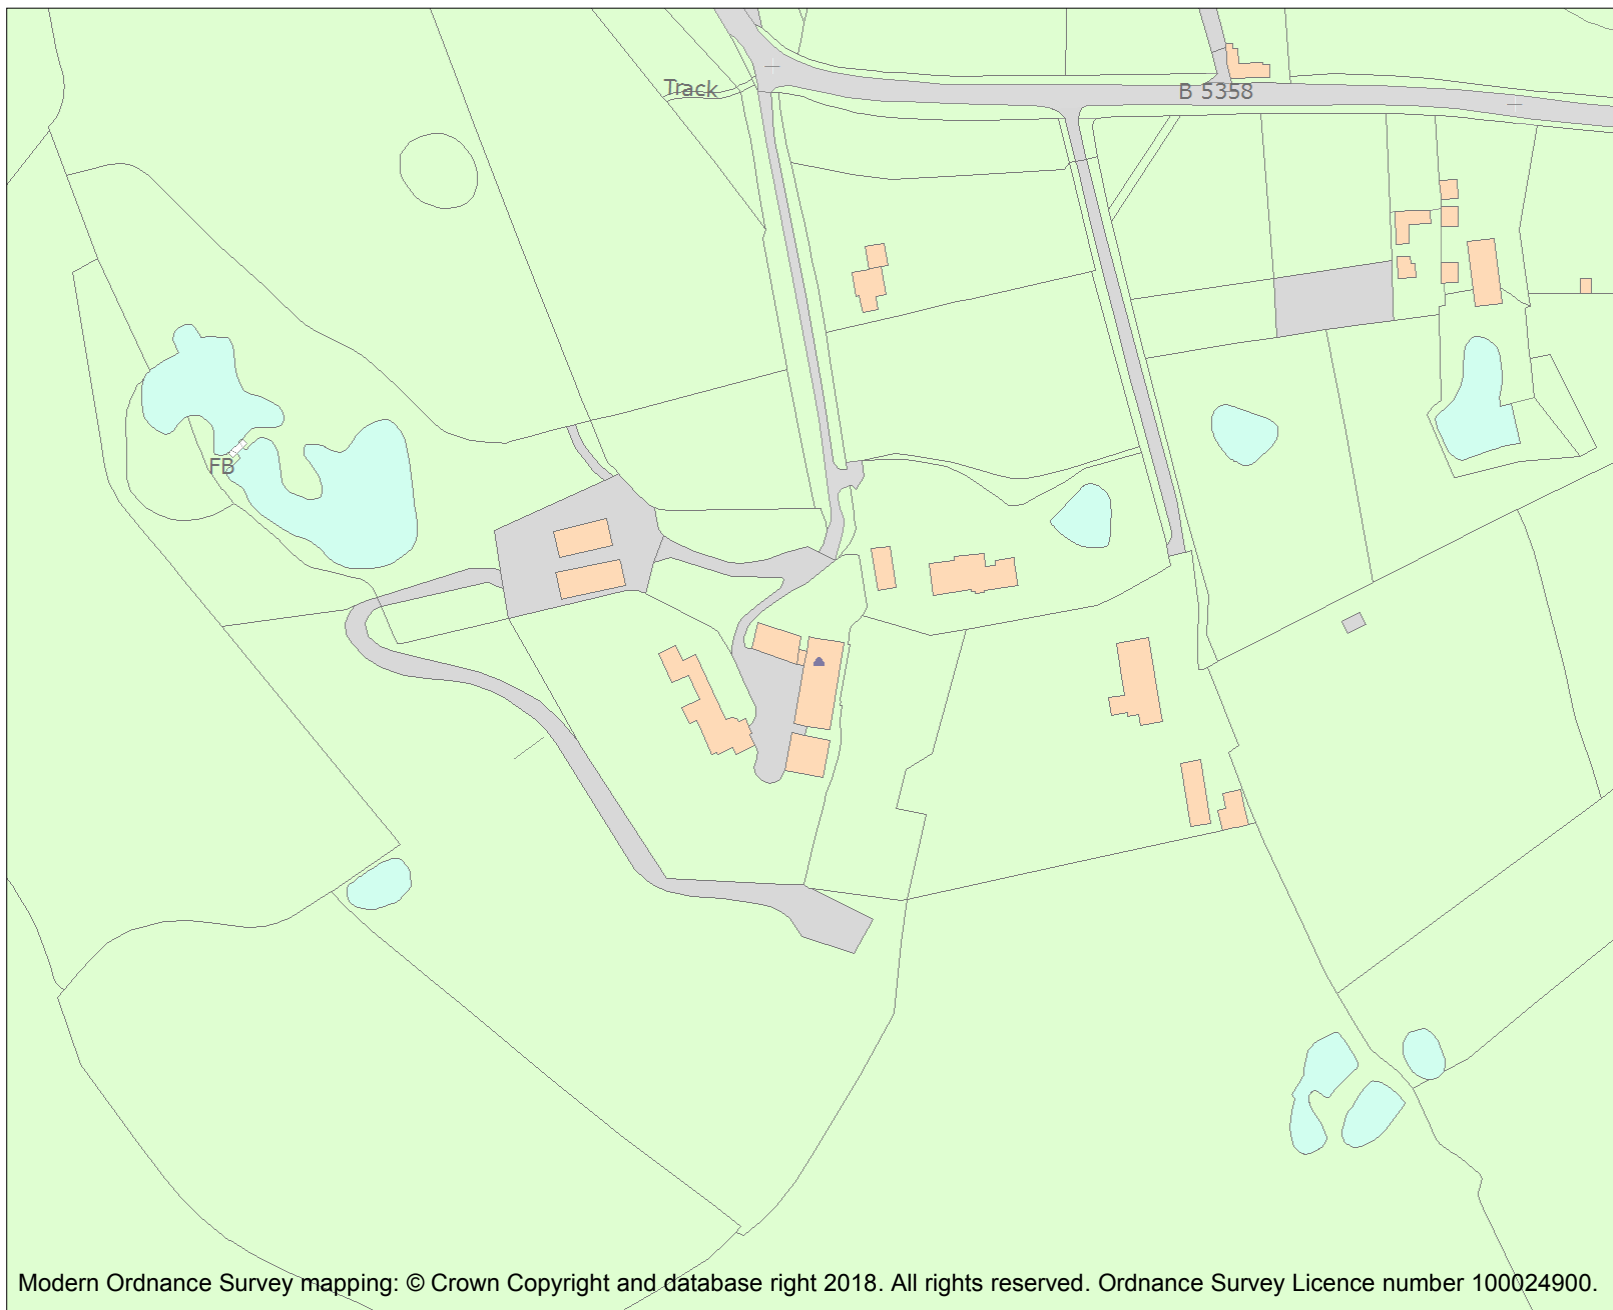 Track
B 5358
FB
Modern Ordnance Survey mapping: © Crown Copyright and database right 2018. All rights reserved. Ordnance Survey Licence number 100024900.